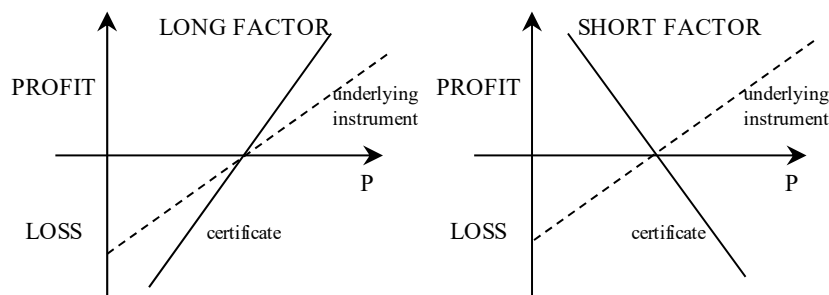 LONG FACTOR
PROFIT
underlying
instrument
P
LOSS
certificate
SHORT FACTOR
PROFIT
underlying
instrument
P
LOSS
certificate